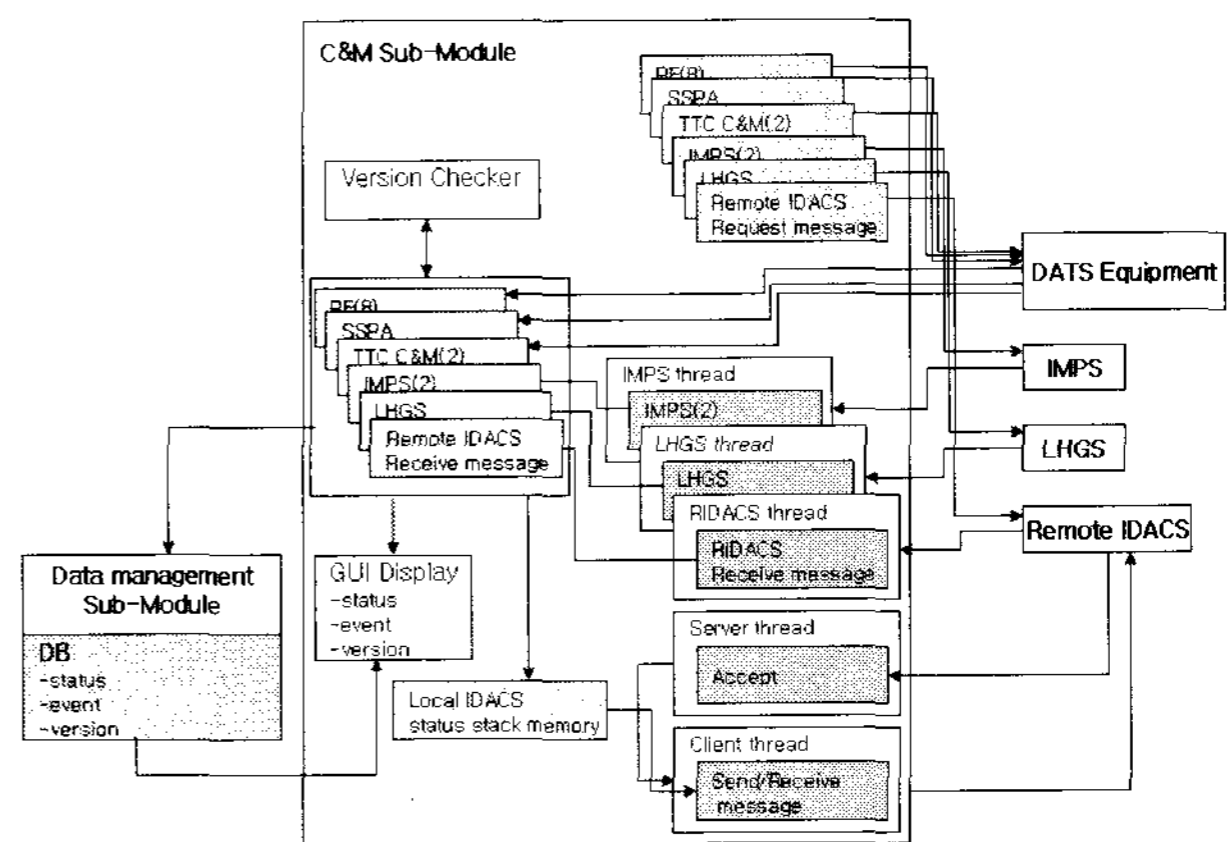 C&M Sub-Module
RF(8)
SSPA
TTC C&M(2)
IMPS(2)
LHGS
Remote IDACS
Request message
Version Checker
DATS Equipment
RF(8)
SSPA
TTC C&M(2)
IMPS(2)
LHGS
Remote IDACS
Receive message
IMPS thread
IMPS(2)
IMPS
LHGS thread
LHGS
LHGS
RIDACS thread
RIDACS
Receive message
Remote IDACS
Data management
Sub-Module
DB
-status
-event
-version
GUI Display
-status
-event
-version
Local IDACS
status stack memory
Server thread
Accept
Client thread
Send/Receive
message